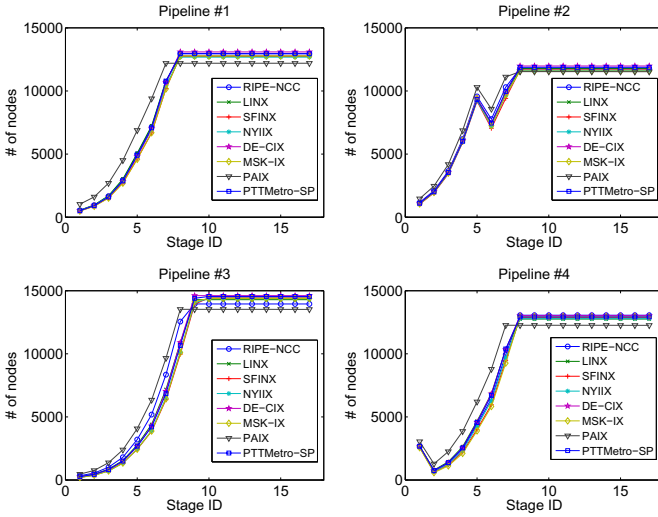 Pipeline #1
15000
10000
5000
0
0
5
10
15
# of nodes
Stage ID
RIPE−NCC
LINX
SFINX
NYIIX
DE−CIX
MSK−IX
PAIX
PTTMetro−SP
Pipeline #2
15000
10000
5000
0
0
5
10
15
# of nodes
Stage ID
RIPE−NCC
LINX
SFINX
NYIIX
DE−CIX
MSK−IX
PAIX
PTTMetro−SP
Pipeline #3
15000
10000
5000
0
0
5
10
15
# of nodes
Stage ID
RIPE−NCC
LINX
SFINX
NYIIX
DE−CIX
MSK−IX
PAIX
PTTMetro−SP
Pipeline #4
15000
10000
5000
0
0
5
10
15
# of nodes
Stage ID
RIPE−NCC
LINX
SFINX
NYIIX
DE−CIX
MSK−IX
PAIX
PTTMetro−SP